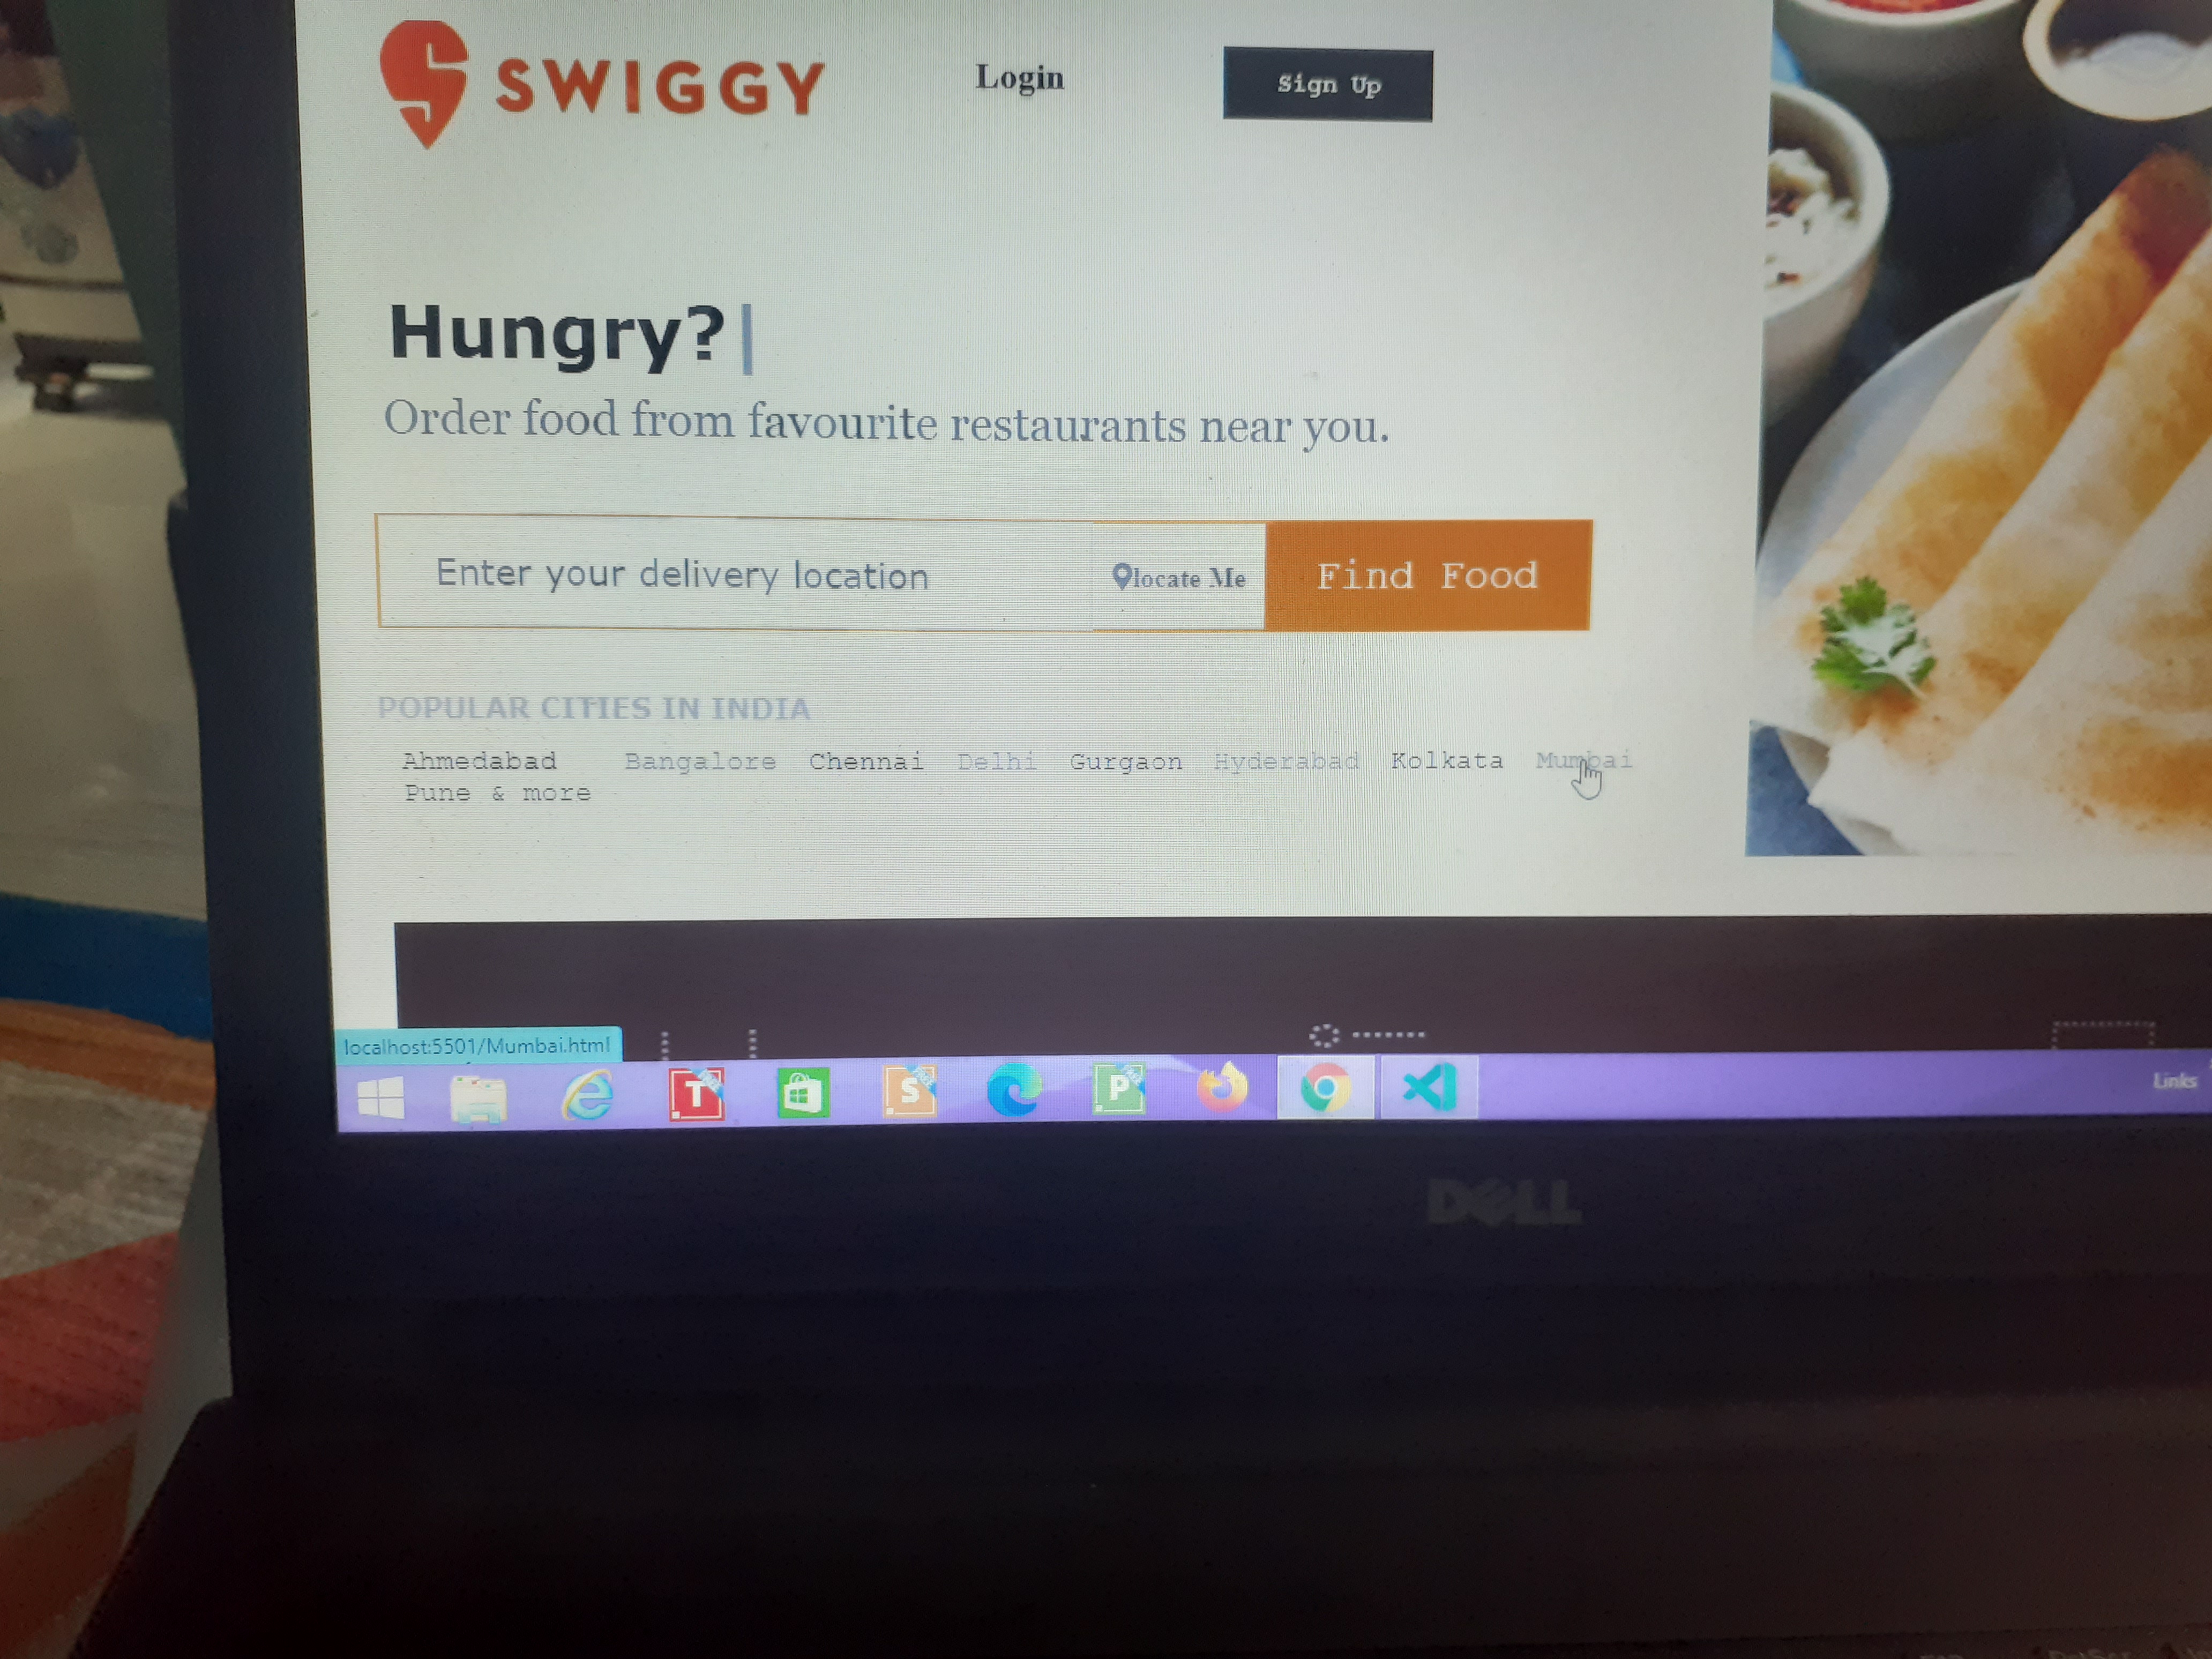 SWIGGY
Login
Sign Up
Hungry?
Order food from favourite restaurants near you.
Enter your delivery location
locate Me
Find Food
POPULAR CITIES IN INDIA
Ahmedabad Bangalore Chennai Delhi Gurgaon Hyderabad Kolkata Mumbai
Pune & more
localhost:5501/Mumbai.html
T
S
P
Links
DELL